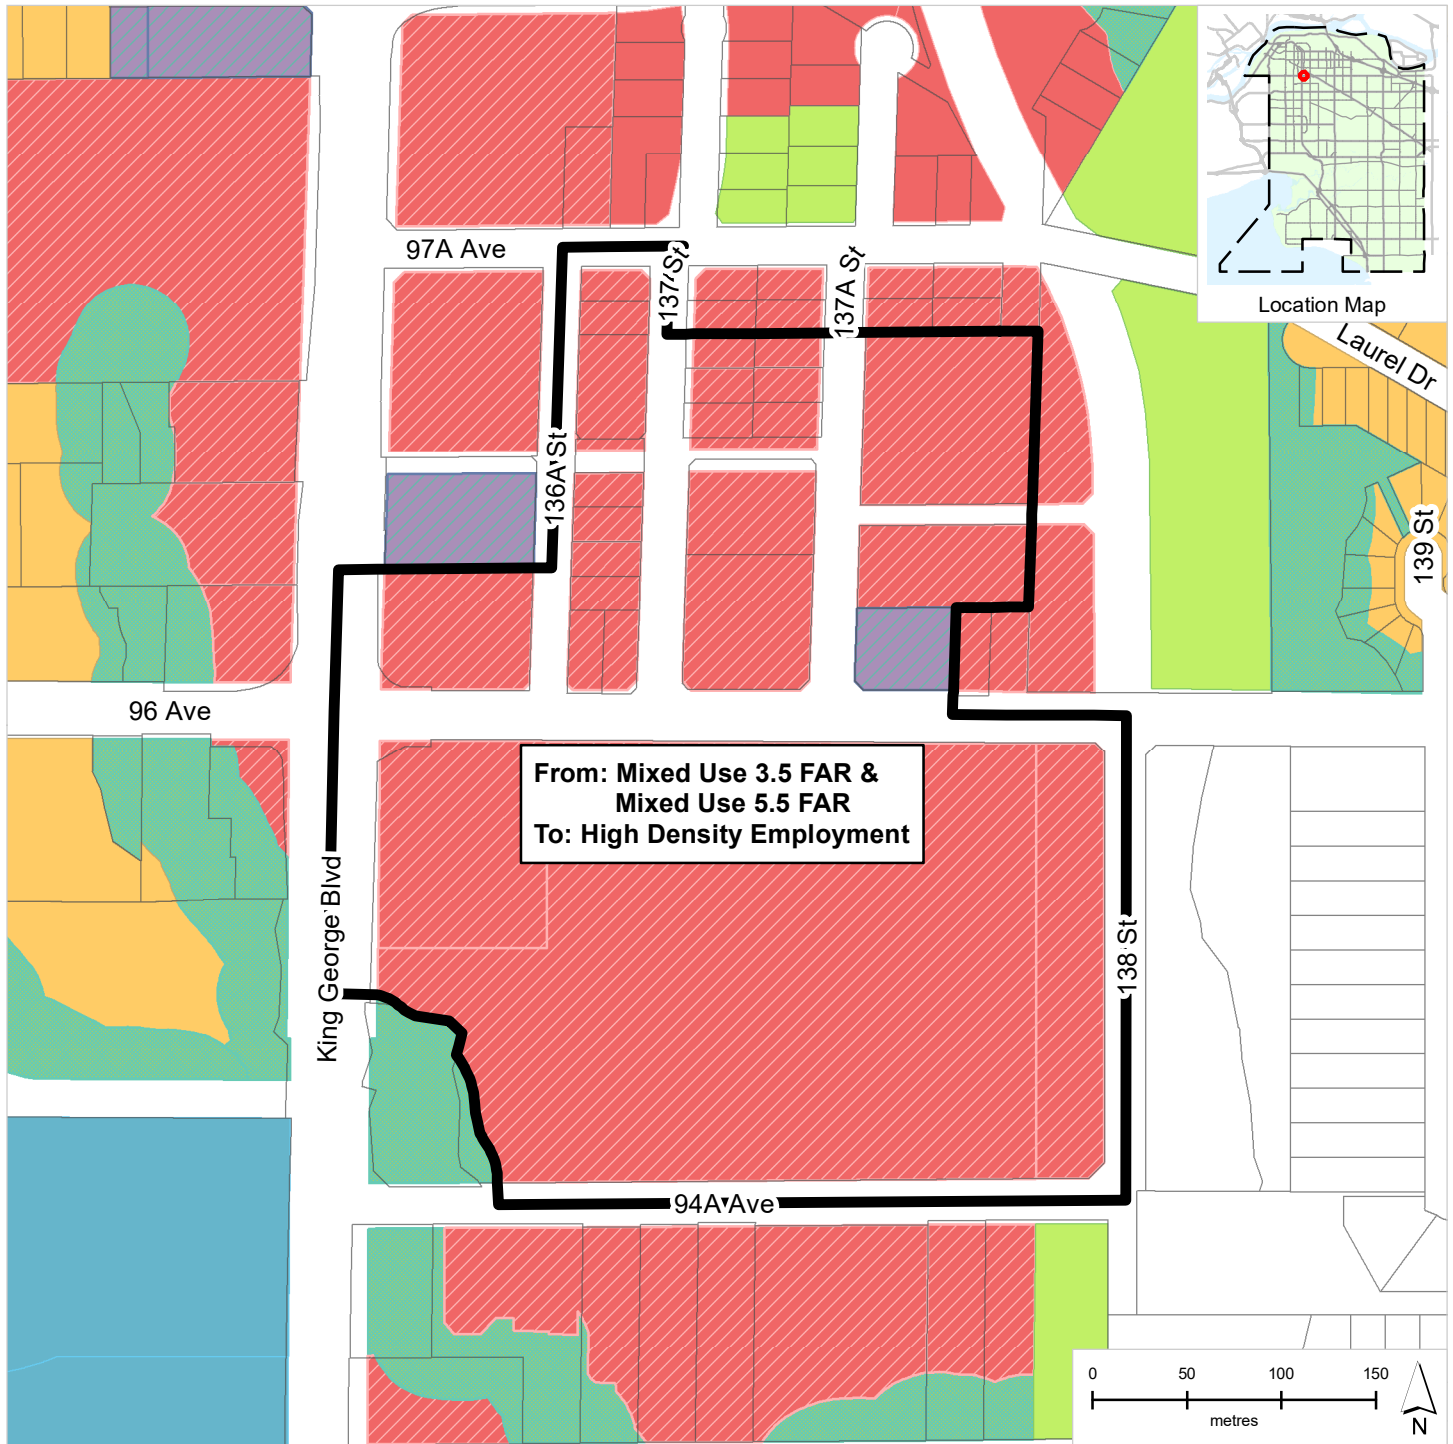 Location Map
97A Ave
137 St
137A St
Laurel Dr
136A St
139 St
96 Ave
From: Mixed Use 3.5 FAR &
Mixed Use 5.5 FAR
To: High Density Employment
King George Blvd
138 St
94A Ave
0 50 100 150
metres
N